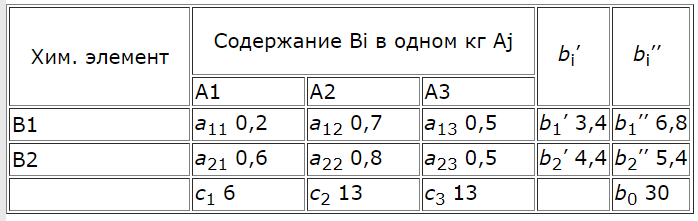 Хим. элемент Содержание Bi в одном кг Aj bᵢ′ bᵢ′′
A1 A2 A3
B1 a₁₁ 0,2 a₁₂ 0,7 a₁₃ 0,5 b₁′ 3,4 b₁′′ 6,8
B2 a₂₁ 0,6 a₂₂ 0,8 a₂₃ 0,5 b₂′ 4,4 b₂′′ 5,4
c₁ 6 c₂ 13 c₃ 13 b₀ 30